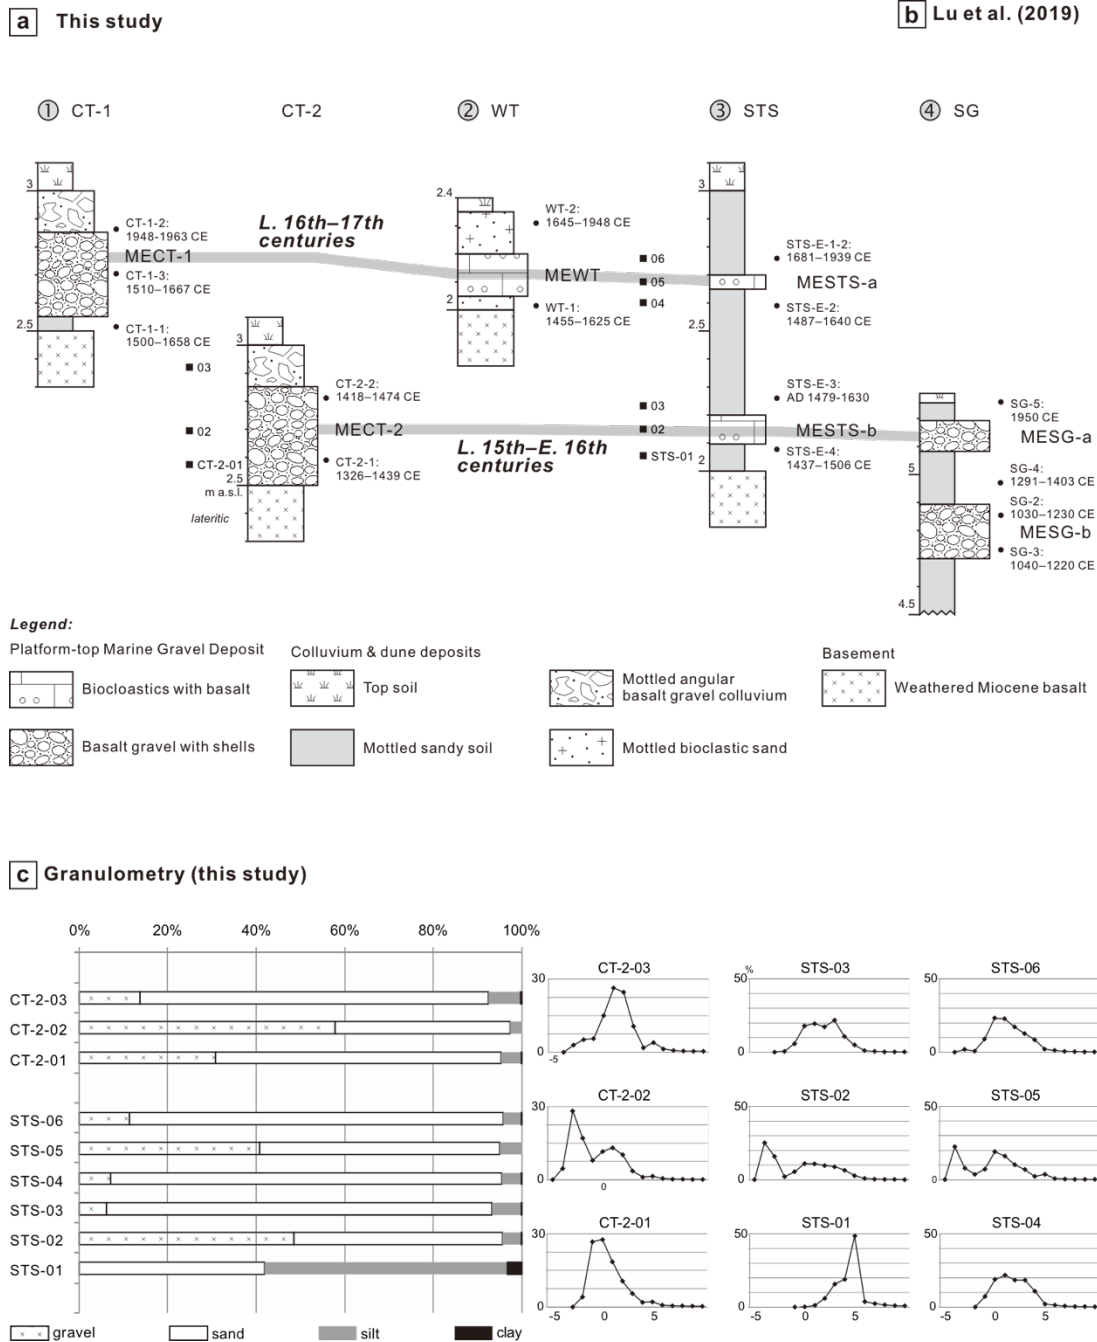 a This study
b Lu et al. (2019)
1 CT-1
CT-2
2 WT
3 STS
4 SG
3
2.5
CT-1-2:
1948-1963 CE
MECT-1
CT-1-3:
1510–1667 CE
CT-1-1:
1500–1658 CE
L. 16th–17th
centuries
3
2.5
m a.s.l.
lateritic
03
02
CT-2-01
CT-2-2:
1418–1474 CE
MECT-2
CT-2-1:
1326–1439 CE
2.4
2
WT-2:
1645–1948 CE
MEWT
WT-1:
1455–1625 CE
L. 15th–E. 16th
centuries
06
05
04
03
02
STS-01
3
2.5
2
STS-E-1-2:
1681–1939 CE
MESTS-a
STS-E-2:
1487–1640 CE
STS-E-3:
AD 1479-1630
MESTS-b
STS-E-4:
1437–1506 CE
5
4.5
SG-5:
1950 CE
MESG-a
SG-4:
1291–1403 CE
SG-2:
1030–1230 CE
MESG-b
SG-3:
1040–1220 CE
Legend:
Platform-top Marine Gravel Deposit
Biocloastics with basalt
Basalt gravel with shells
Colluvium & dune deposits
Top soil
Mottled sandy soil
Mottled angular
basalt gravel colluvium
Mottled bioclastic sand
Basement
Weathered Miocene basalt
c Granulometry (this study)
0% 20% 40% 60% 80% 100%
CT-2-03
CT-2-02
CT-2-01
STS-06
STS-05
STS-04
STS-03
STS-02
STS-01
gravel sand silt clay
CT-2-03
30
0
-5
STS-03
%
50
0
STS-06
50
0
CT-2-02
30
0
0
STS-02
50
0
STS-05
50
0
CT-2-01
30
0
-5 0 5
STS-01
50
0
-5 0 5
STS-04
50
0
-5 0 5